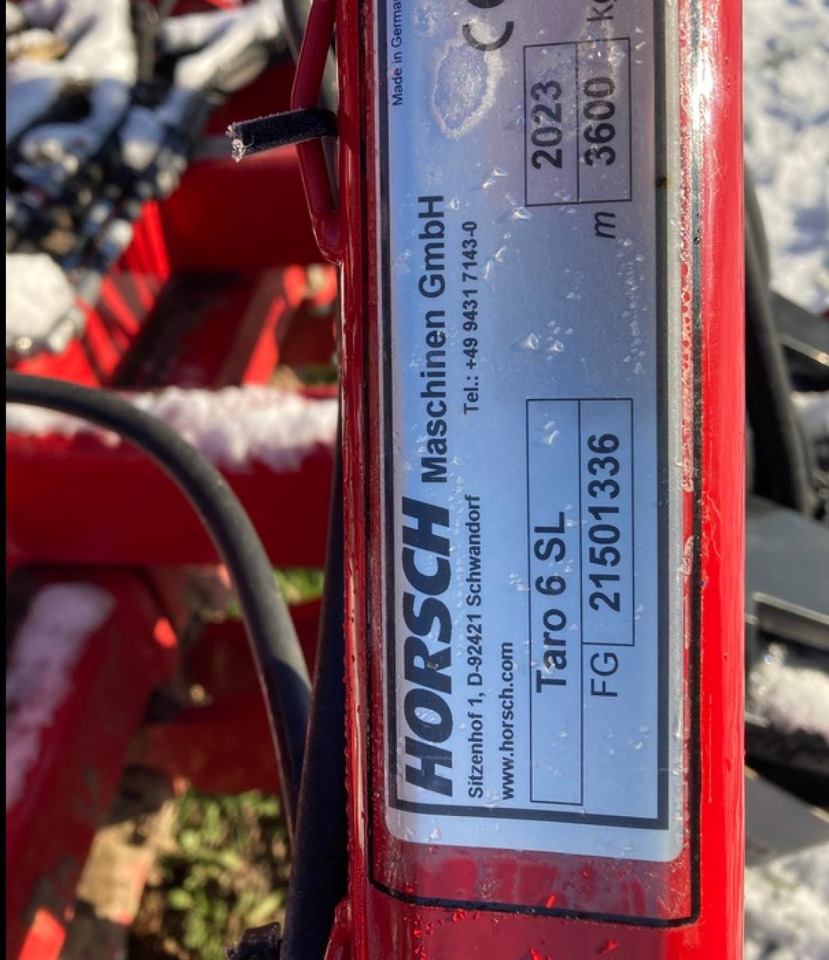 HORSCH Maschinen GmbH
Made in Germa
Sitzenhof 1, D-92421 Schwandorf Tel.: +49 9431 7143-0
www.horsch.com
CE
Taro 6 SL 2023
FG 21501336 m 3600 kg